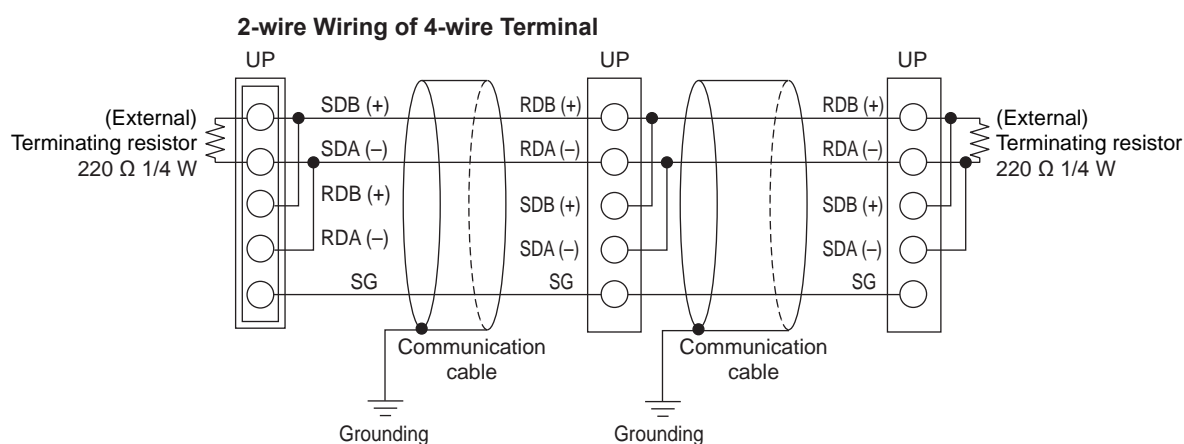 2-wire Wiring of 4-wire Terminal
UP
UP
UP
(External)
Terminating resistor
220 Ω 1/4 W
SDB (+)
SDA (–)
RDB (+)
RDA (–)
SG
RDB (+)
RDA (–)
SDB (+)
SDA (–)
SG
RDB (+)
RDA (–)
SDB (+)
SDA (–)
SG
(External)
Terminating resistor
220 Ω 1/4 W
Communication
cable
Communication
cable
Grounding
Grounding